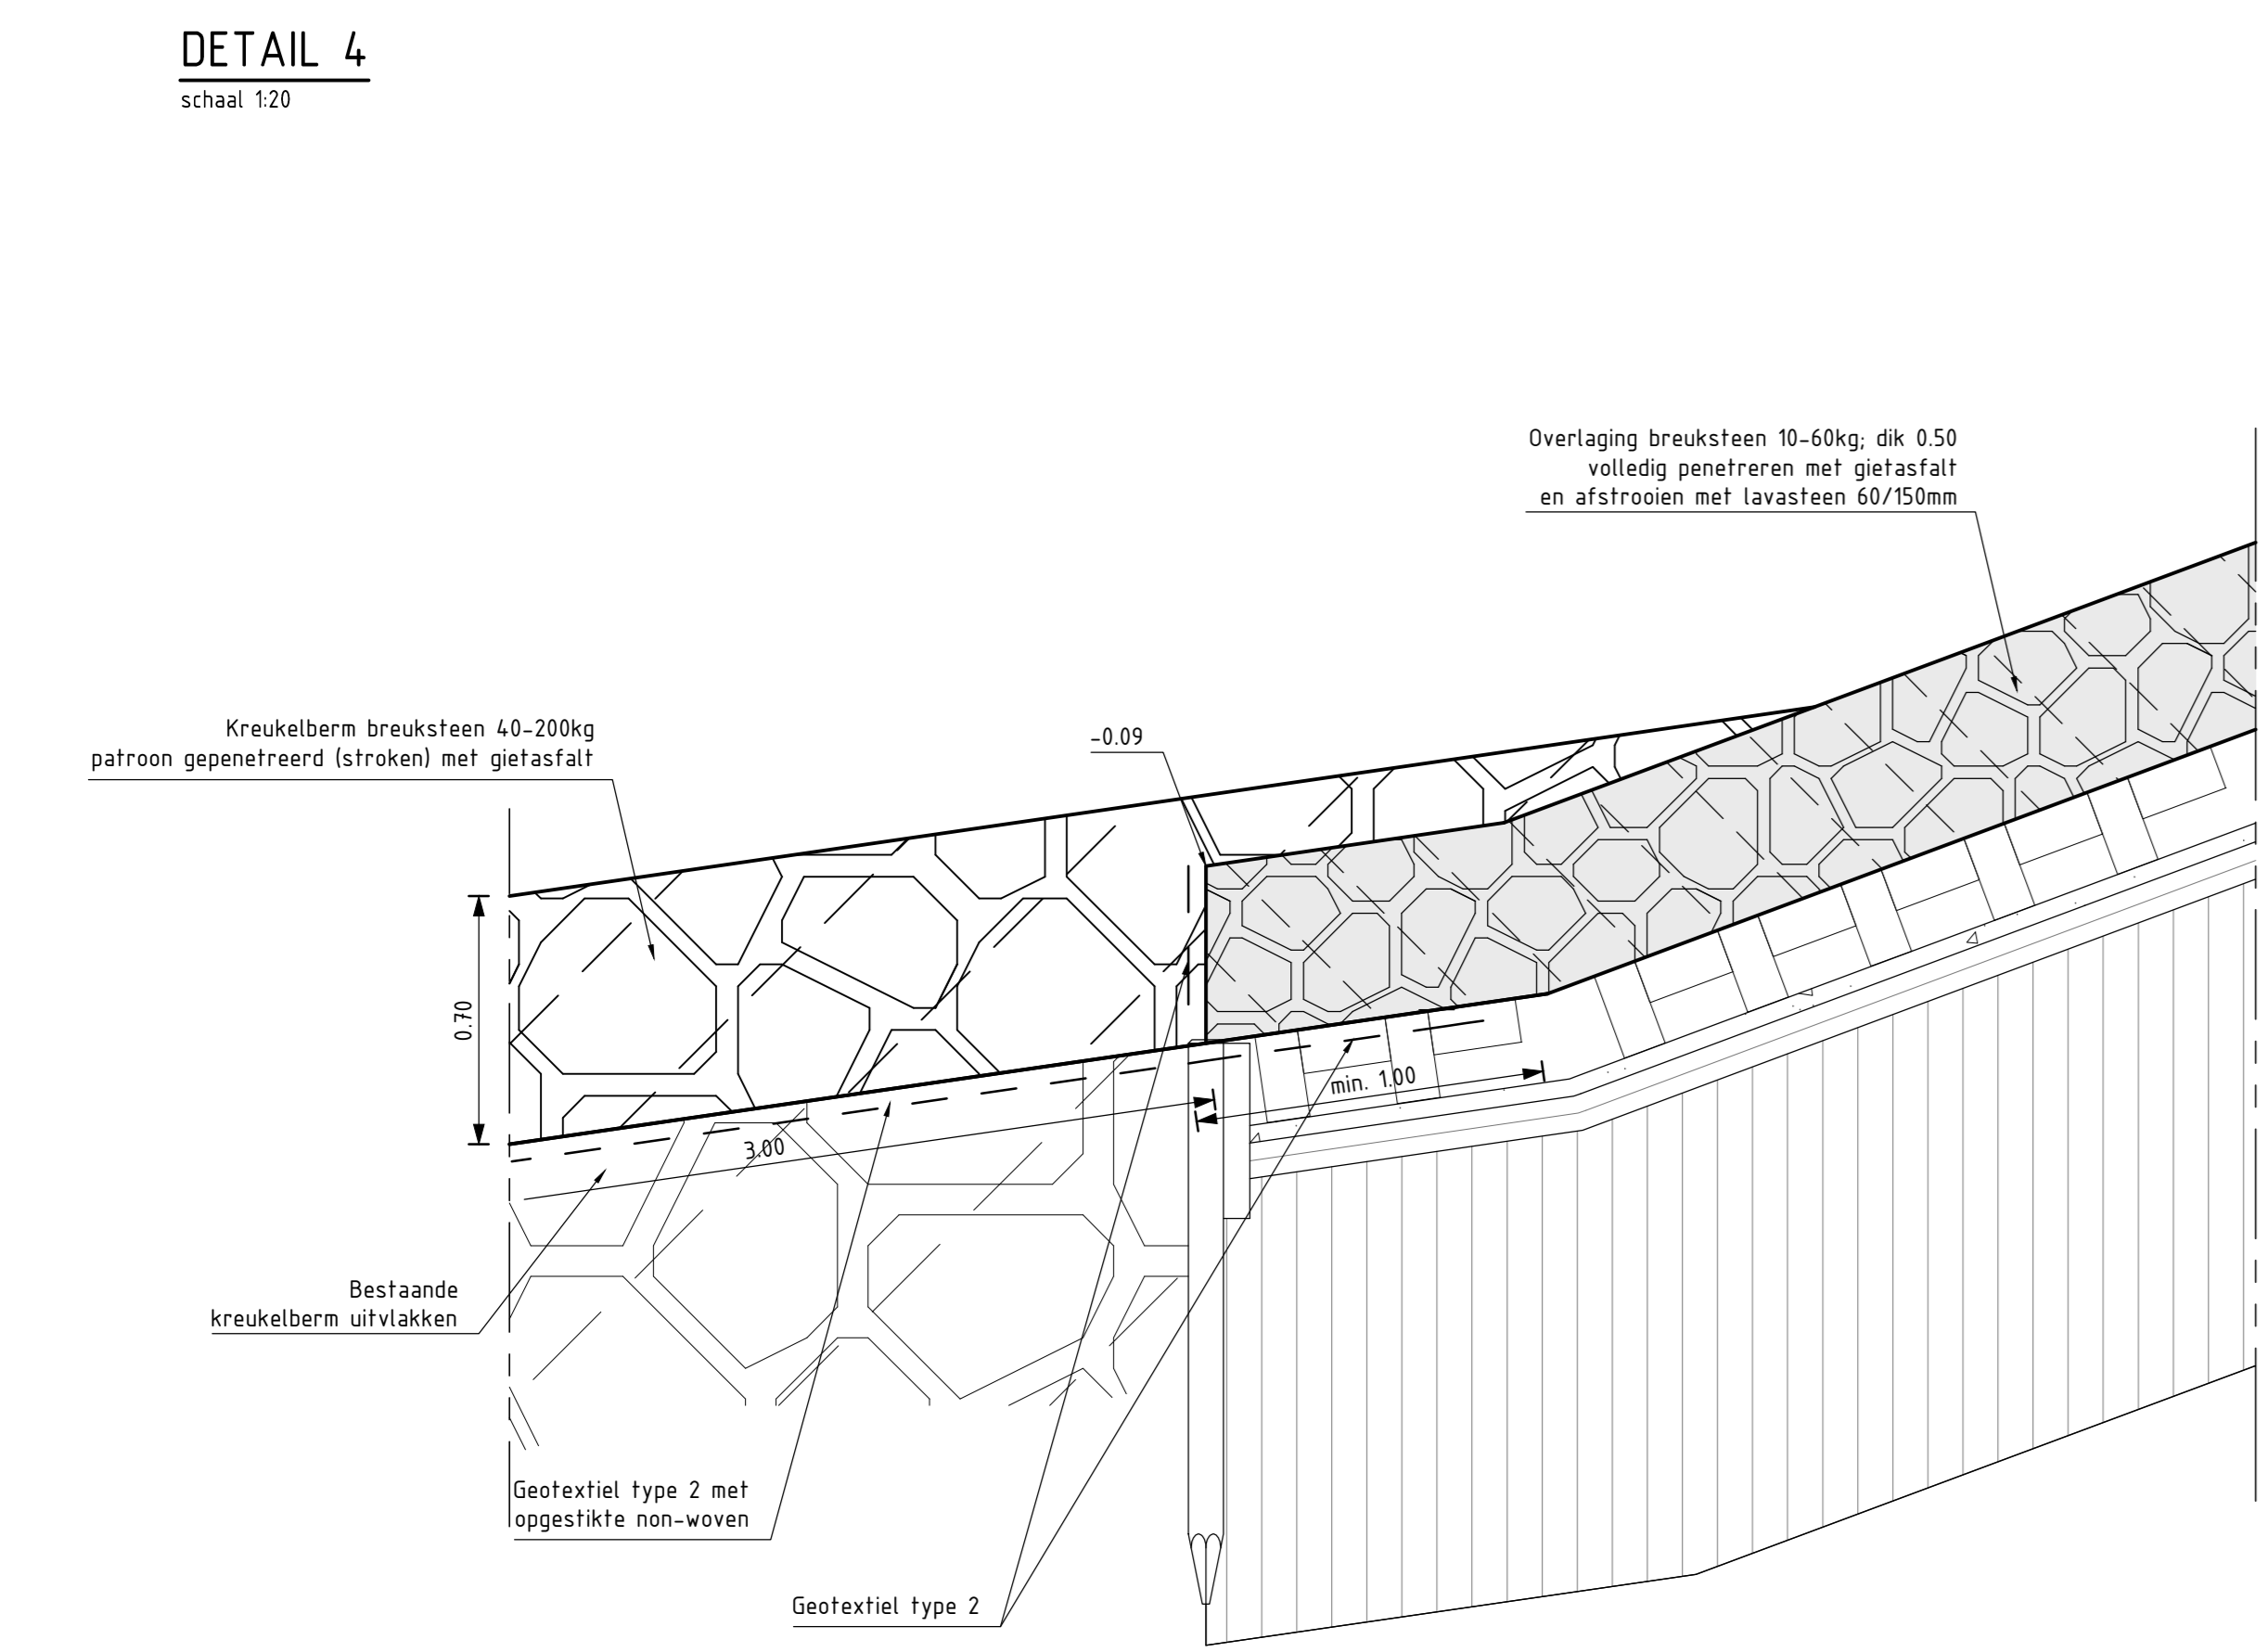 DETAIL 4
schaal 1:20
Overlaging breuksteen 10-60kg; dik 0.50
volledig penetreren met gietasfalt
en afstrooien met lavasteen 60/150mm
Kreukelberm breuksteen 40-200kg
patroon gepenetreerd (stroken) met gietasfalt
-0.09
0.70
min. 1.00
3.00
Bestaande
kreukelberm uitvlakken
Geotextiel type 2 met
opgestikte non-woven
Geotextiel type 2